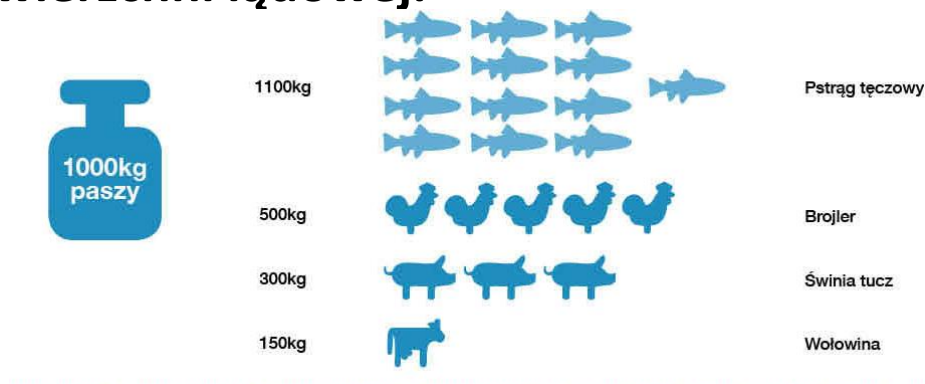 1000kg
paszy
1100kg
Pstrąg tęczowy
500kg
Brojler
300kg
Świnia tucz
150kg
Wołowina